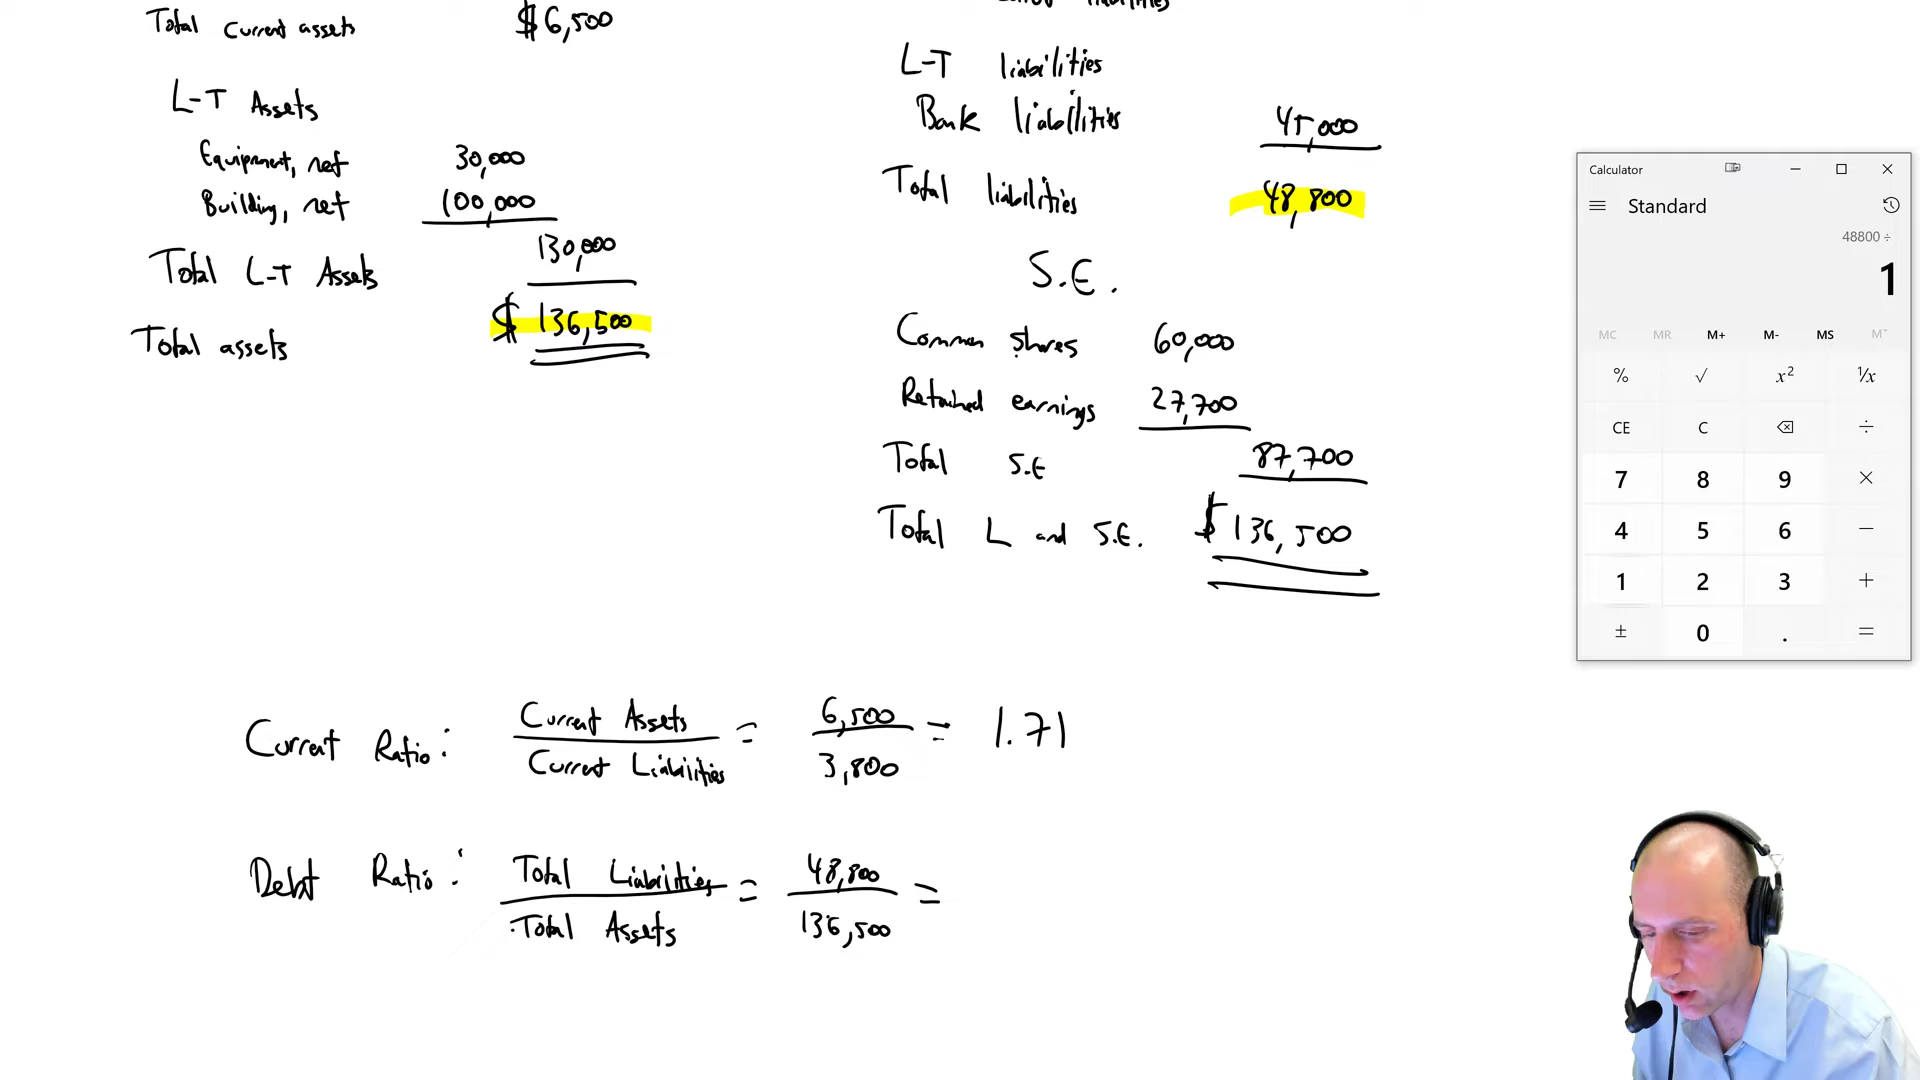 Total current assets $6,500
L-T Assets
Equipment, net 30,000
Building, net 100,000
Total L-T Assets 130,000
Total assets $ 136,500
liabilities
L-T liabilities
Bank liabilities 45,000
Total liabilities 48,800
S.E.
Common shares 60,000
Retained earnings 27,700
Total S.E 87,700
Total L and S.E. $ 136,500
Current Ratio: Current Assets / Current Liabilities = 6,500 / 3,800 = 1.71
Debt Ratio: Total Liabilities / Total Assets = 48,800 / 136,500 =
Calculator
Standard
48800 ÷
1
MC MR M+ M- MS M˅
% √ x² ¹/x
CE C ⌫ ÷
7 8 9 ×
4 5 6 −
1 2 3 +
± 0 . =